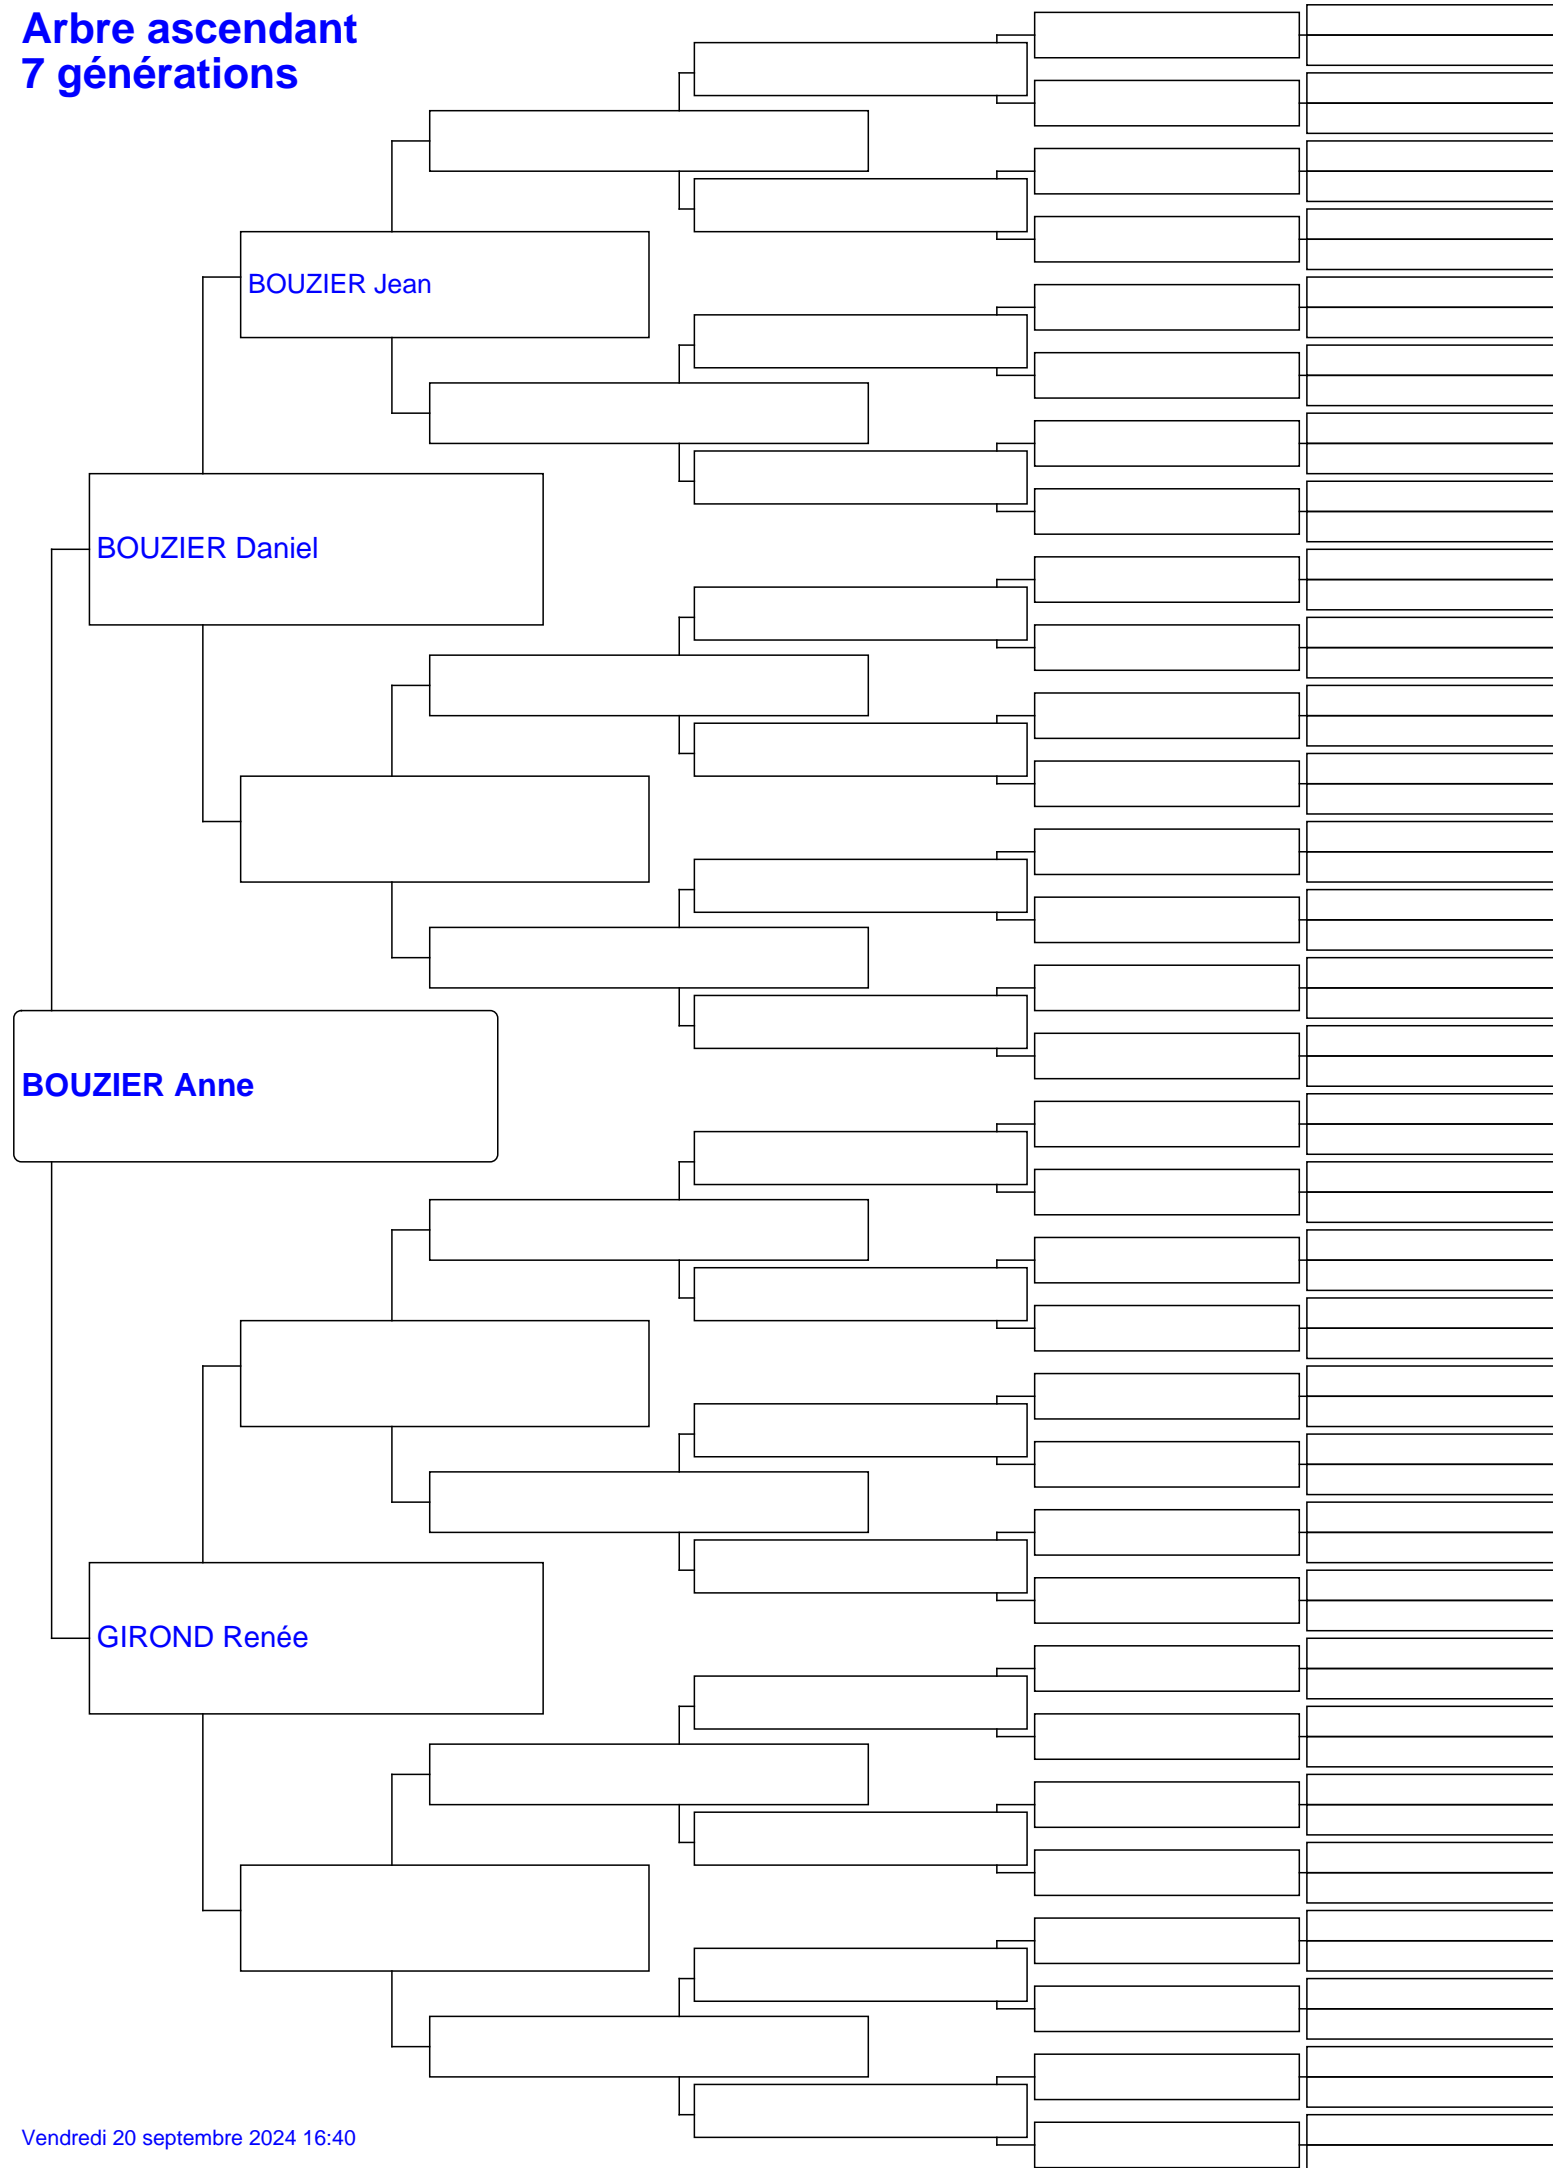 Arbre ascendant
7 générations
BOUZIER Jean
BOUZIER Daniel
BOUZIER Anne
GIROND Renée
Vendredi 20 septembre 2024 16:40